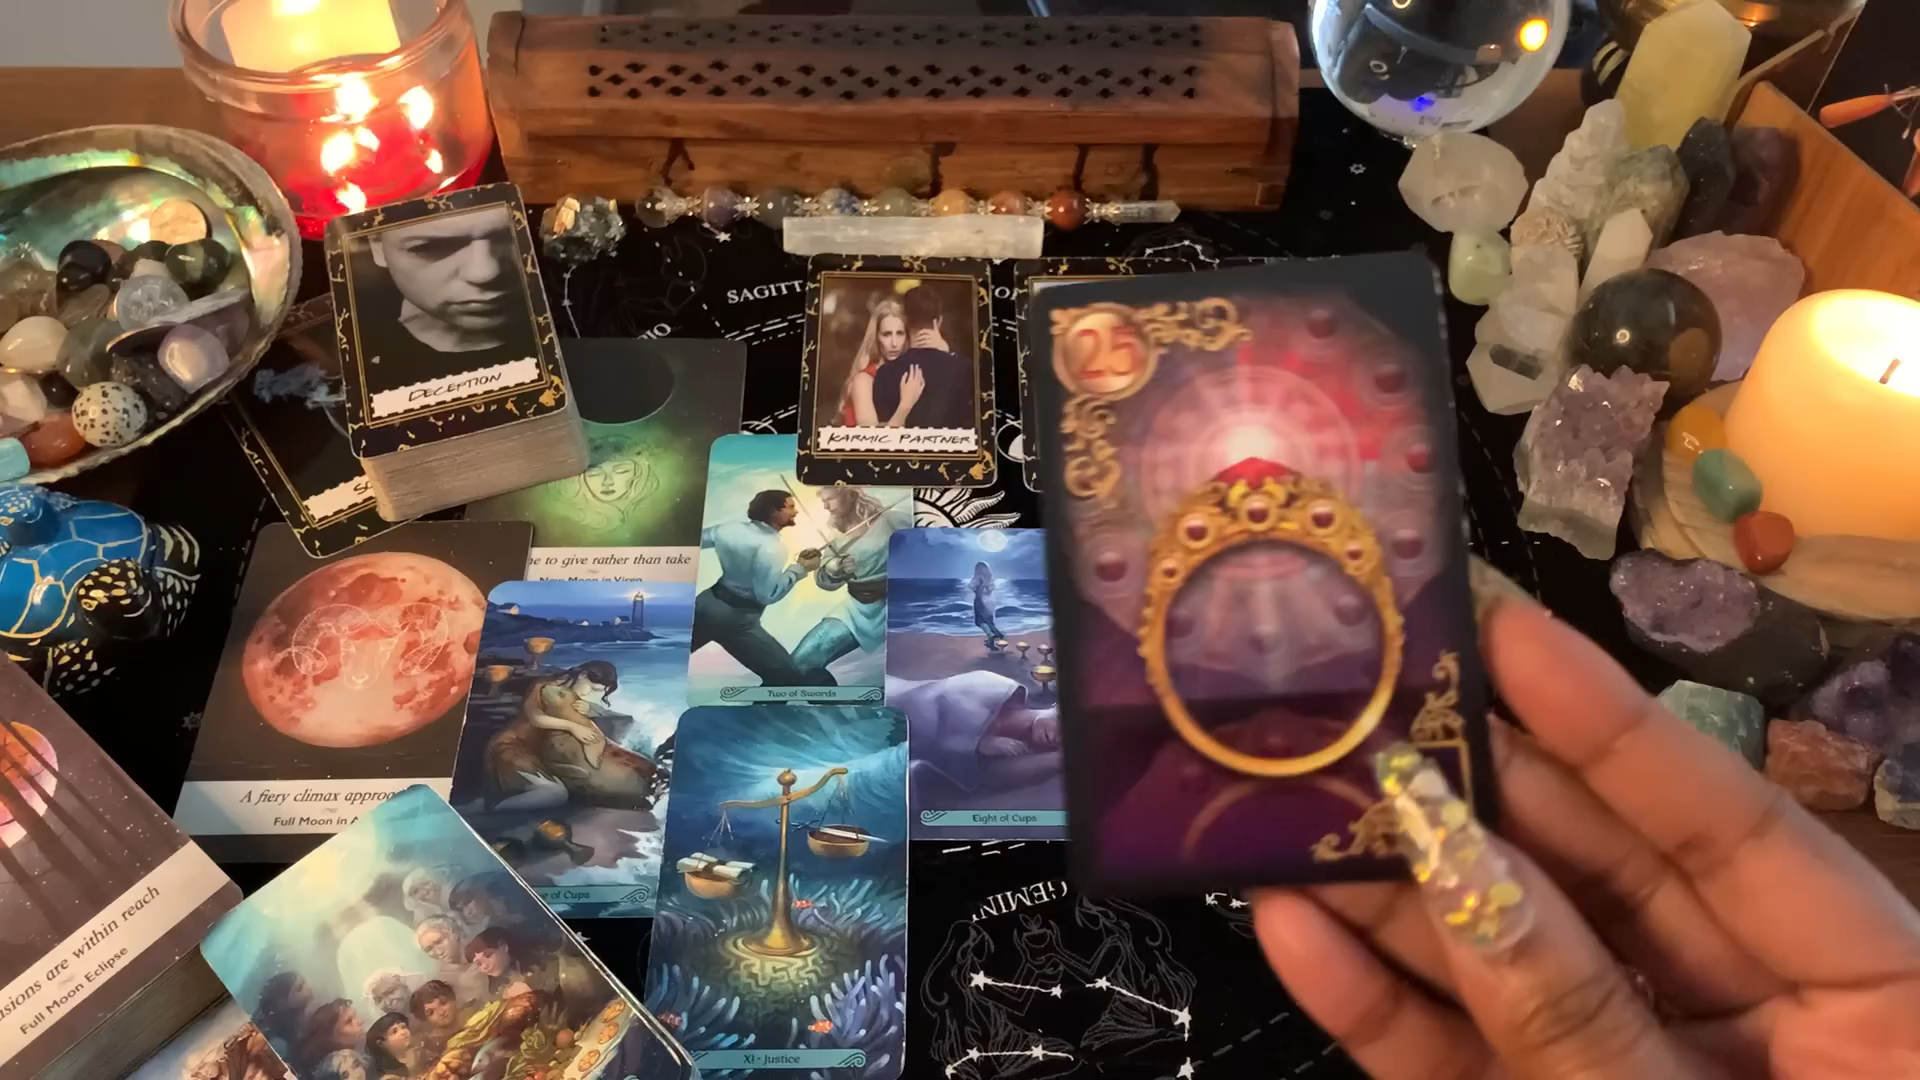 DECEPTION
SAGITT
KARMIC PARTNER
25
e to give rather than take
New Moon in Virgo
A fiery climax approa
Full Moon in A
Two of Swords
Eight of Cups
of Cups
XI - Justice
GEMIN
sions are within reach
Full Moon Eclipse